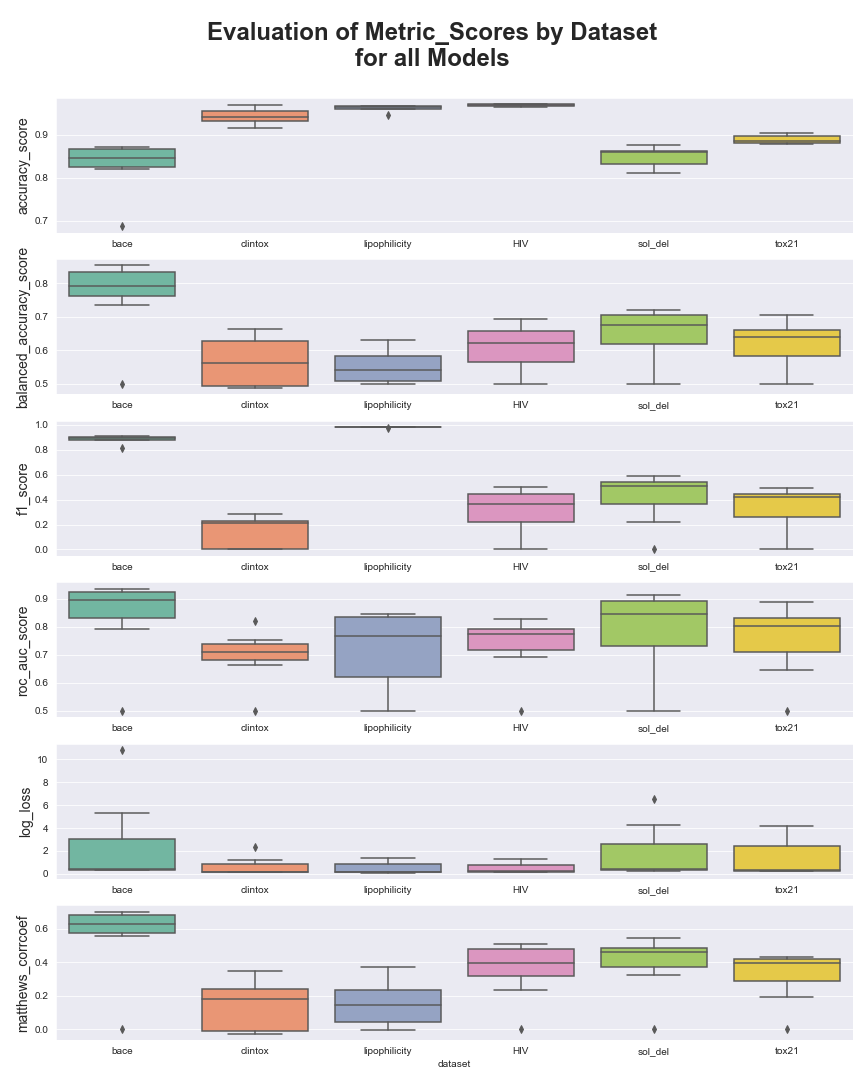 Evaluation of Metric_Scores by Dataset
for all Models
accuracy_score
0.9
0.8
0.7
bace clintox lipophilicity HIV sol_del tox21
balanced_accuracy_score
0.8
0.7
0.6
0.5
bace clintox lipophilicity HIV sol_del tox21
f1_score
1.0
0.8
0.6
0.4
0.2
0.0
bace clintox lipophilicity HIV sol_del tox21
roc_auc_score
0.9
0.8
0.7
0.6
0.5
bace clintox lipophilicity HIV sol_del tox21
log_loss
10
8
6
4
2
0
bace clintox lipophilicity HIV sol_del tox21
matthews_corrcoef
0.6
0.4
0.2
0.0
bace clintox lipophilicity HIV sol_del tox21
dataset